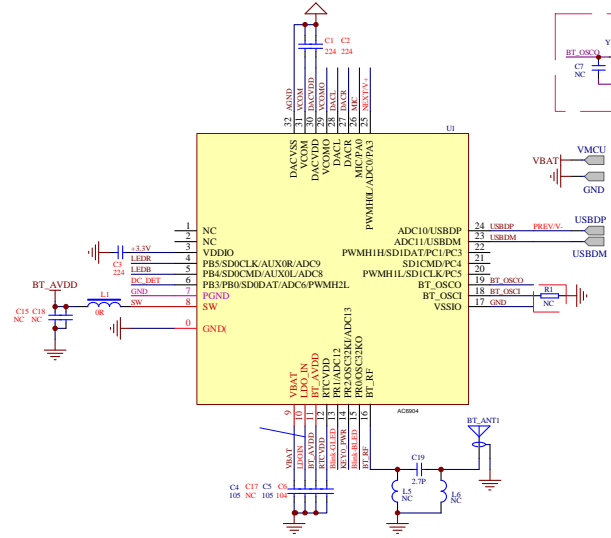 C1 C2
224 224
AGND
VCOM
DACVDD
VCOMO
DACL
DACR
MIC
NEXT/V+
32
31
30
29
28
27
26
25
DACVSS
VCOM
DACVDD
VCOMO
DACL
DACR
MIC/PA0
PWMH0L/ADC0/PA3
U1
Y
BT_OSCO
C7
NC
VMCU
VBAT
GND
USBDP
USBDM
1 NC
2 NC
+3.3V 3 VDDIO
C3
224
LEDR 4 PB5/SD0CLK/AUX0R/ADC9
LEDB 5 PB4/SD0CMD/AUX0L/ADC8
DC_DET 6 PB3/PB0/SD0DAT/ADC6/PWMH2L
GND 7 PGND
SW 8 SW
0 GND(
BT_AVDD
L1
0R
C15 C18
NC NC
ADC10/USBDP 24 USBDP PREV/V-
ADC11/USBDM 23 USBDM
PWMH1H/SD1DAT/PC1/PC3 22
SD1CMD/PC4 21
PWMH1L/SD1CLK/PC5 20
BT_OSCO 19 BT_OSCO
BT_OSCI 18 BT_OSCI
VSSIO 17 GND
R1
NC
VBAT
LDO_IN
BT_AVDD
RTCVDD
PR1/ADC12
PR2/OSC32KI/ADC13
PR0/OSC32KO
BT_RF
AC6904
9
10
11
12
13
14
15
16
VBAT
LDOIN
BT_AVDD
RTCVDD
Blink-GLED
KEY0_PWR
Blink-BLED
BT_RF
C4 C17 C5 C6
105 NC 105 104
BT_ANT1
C19
2.7P
L5
NC
L6
NC